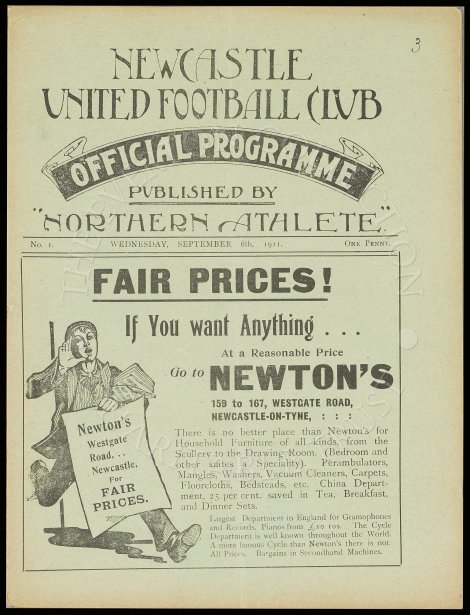 3
NEWCASTLE
UNITED FOOTBALL CLUB
OFFICIAL PROGRAMME
PUBLISHED BY
"NORTHERN ATHLETE."
No. 1. WEDNESDAY, SEPTEMBER 6th, 1911. ONE PENNY.
FAIR PRICES!
If You want Anything . . .
At a Reasonable Price
Go to NEWTON'S
159 to 167, WESTGATE ROAD,
NEWCASTLE-ON-TYNE, : : :
There is no better place than Newton's for
Household Furniture of all kinds, from the
Scullery to the Drawing Room. (Bedroom and
other suites a Speciality). Perambulators,
Mangles, Washers, Vacuum Cleaners, Carpets,
Floorcloths, Bedsteads, etc. China Depart-
ment, 25 per cent. saved in Tea, Breakfast,
and Dinner Sets.
Largest Department in England for Gramophones
and Records. Pianos from £10 10s. The Cycle
Department is well known throughout the World.
A more famous Cycle than Newton's there is not
All Prices. Bargains in Secondhand Machines.
Newton's
Westgate
Road, . .
Newcastle,
For
FAIR
PRICES.